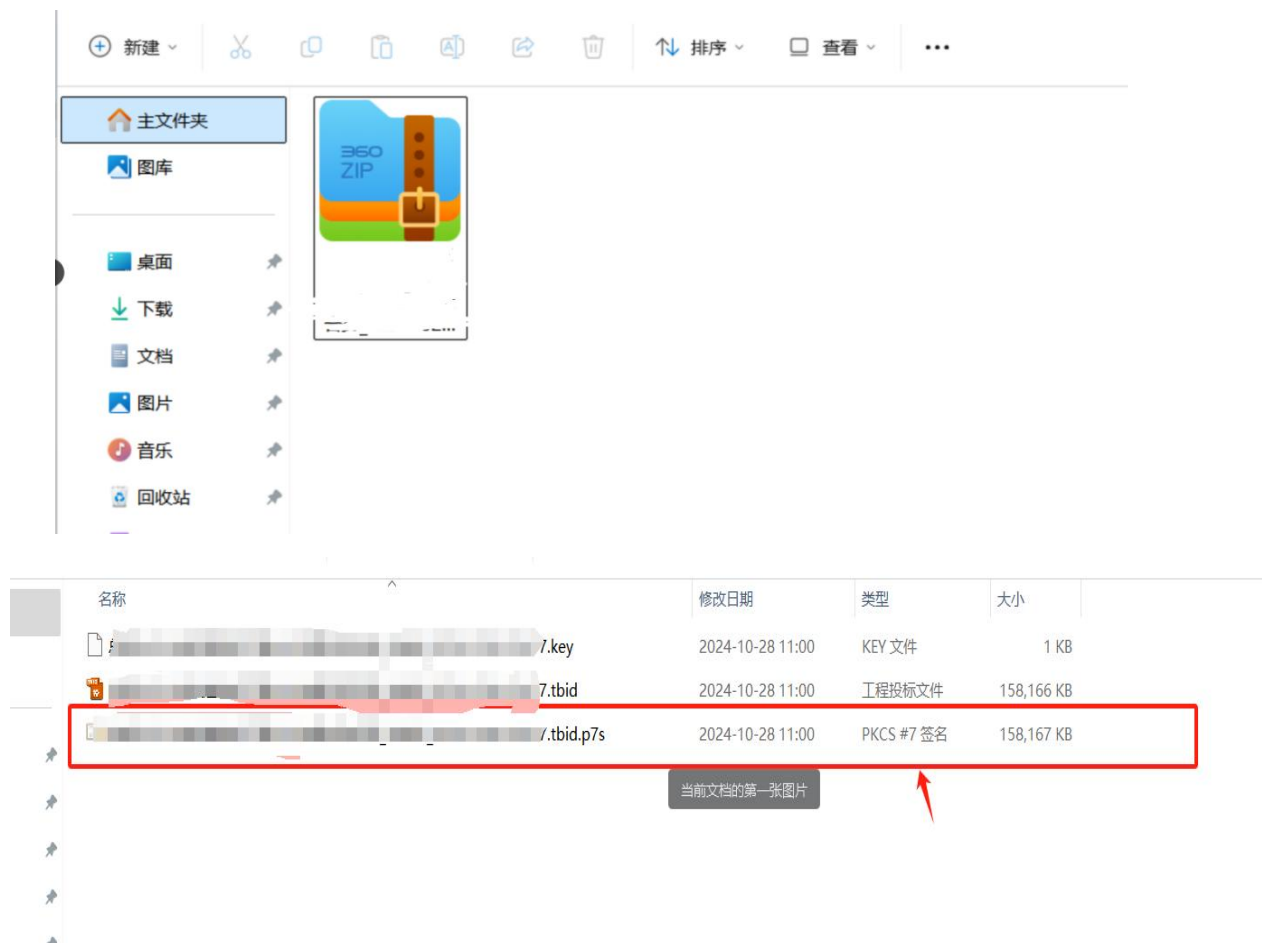 新建 排序 查看
主文件夹
图库
360
ZIP
桌面
下载
文档
图片
音乐
回收站
名称 修改日期 类型 大小
7.key 2024-10-28 11:00 KEY 文件 1 KB
7.tbid 2024-10-28 11:00 工程投标文件 158,166 KB
7.tbid.p7s 2024-10-28 11:00 PKCS #7 签名 158,167 KB
当前文档的第一张图片